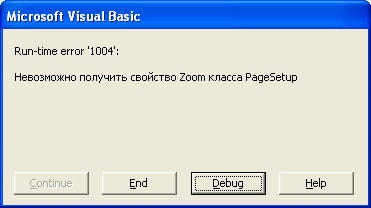 Microsoft Visual Basic
Run-time error '1004':
Невозможно получить свойство Zoom класса PageSetup
Continue
End
Debug
Help